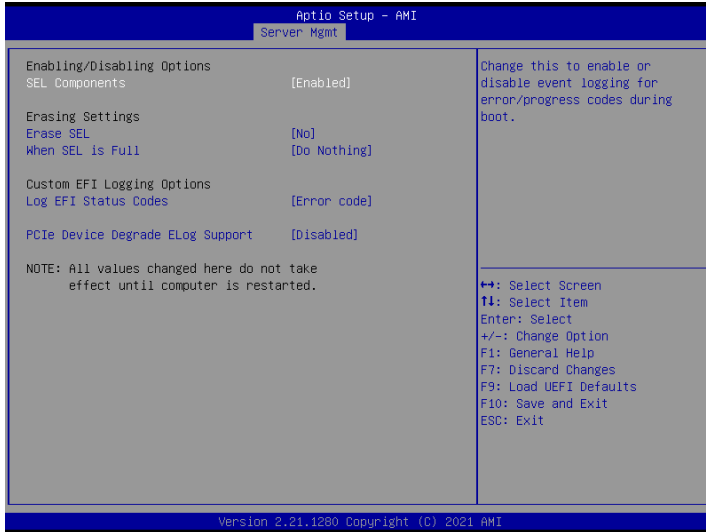 Aptio Setup - AMI
Server Mgmt
Enabling/Disabling Options
SEL Components [Enabled]
Erasing Settings
Erase SEL [No]
When SEL is Full [Do Nothing]
Custom EFI Logging Options
Log EFI Status Codes [Error code]
PCIe Device Degrade ELog Support [Disabled]
NOTE: All values changed here do not take
effect until computer is restarted.
Change this to enable or
disable event logging for
error/progress codes during
boot.
↔: Select Screen
↑↓: Select Item
Enter: Select
+/-: Change Option
F1: General Help
F7: Discard Changes
F9: Load UEFI Defaults
F10: Save and Exit
ESC: Exit
Version 2.21.1280 Copyright (C) 2021 AMI